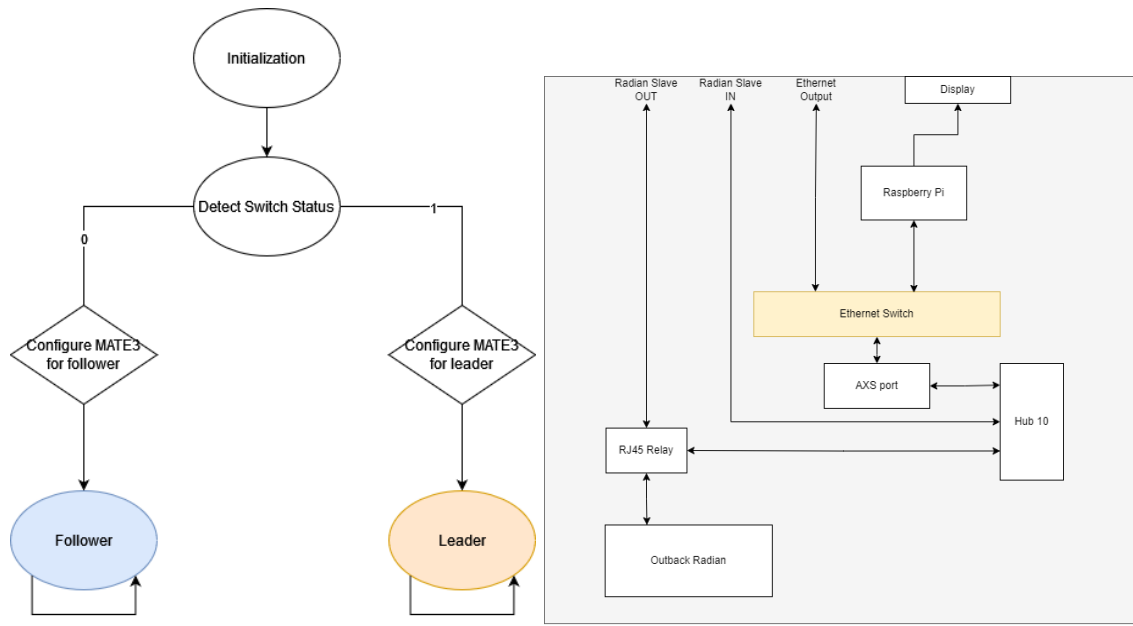 Initialization
Detect Switch Status
0
1
Configure MATE3
for follower
Configure MATE3
for leader
Follower
Leader
Radian Slave
OUT
Radian Slave
IN
Ethernet
Output
Display
Raspberry Pi
Ethernet Switch
AXS port
Hub 10
RJ45 Relay
Outback Radian